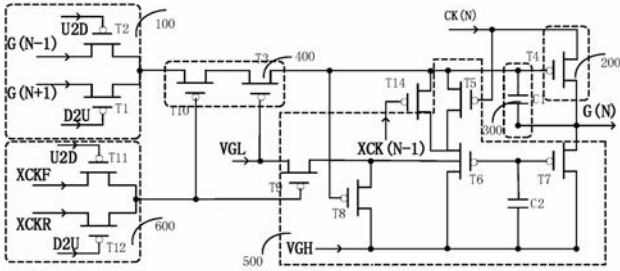 U2D
T2
100
G(N-1)
G(N+1)
T1
D2U
T10
T3
400
CK(N)
T4
200
T14
T5
C1
300
G(N)
XCK(N-1)
U2D
T11
XCKF
XCKR
T12
D2U
600
VGL
T9
T8
T6
T7
C2
500
VGH